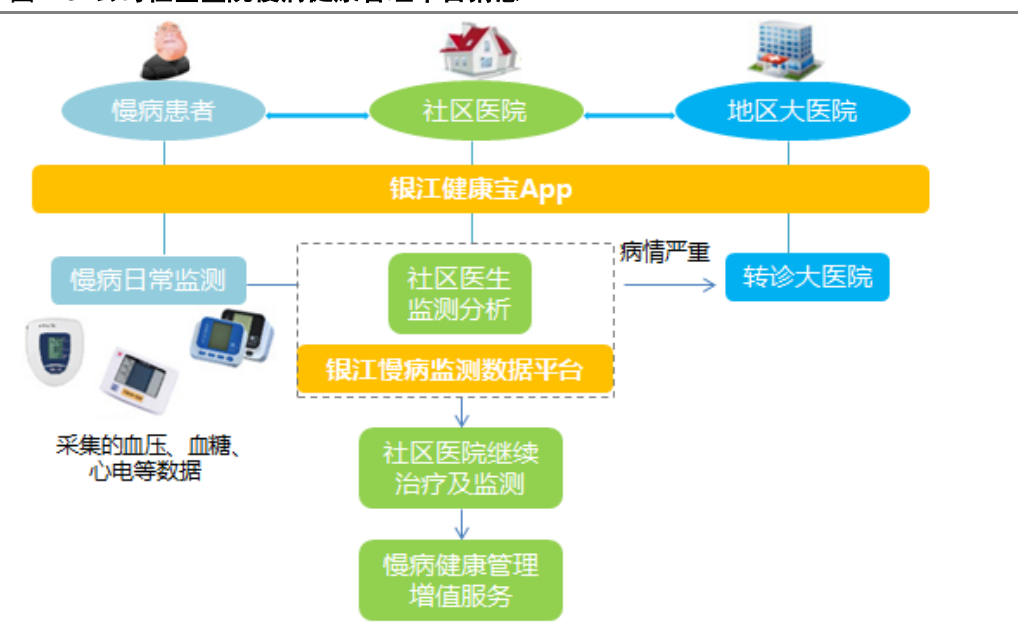 慢病患者
社区医院
地区大医院
银江健康宝App
病情严重
慢病日常监测
社区医生
监测分析
转诊大医院
银江慢病监测数据平台
采集的血压、血糖、
心电等数据
社区医院继续
治疗及监测
慢病健康管理
增值服务